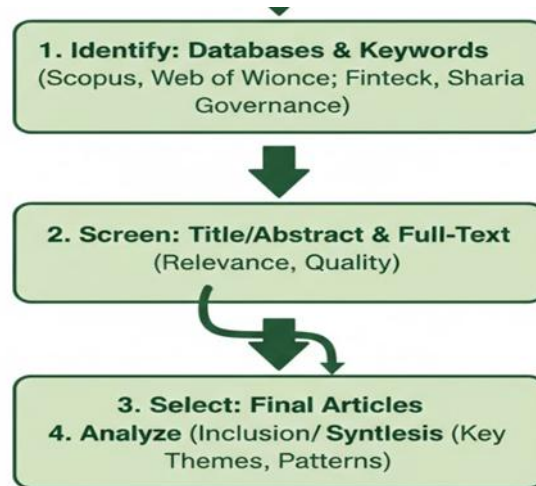 1. Identify: Databases & Keywords
(Scopus, Web of Wionce; Finteck, Sharia
Governance)
2. Screen: Title/Abstract & Full-Text
(Relevance, Quality)
3. Select: Final Articles
4. Analyze (Inclusion/ Syntlesis (Key
Themes, Patterns)